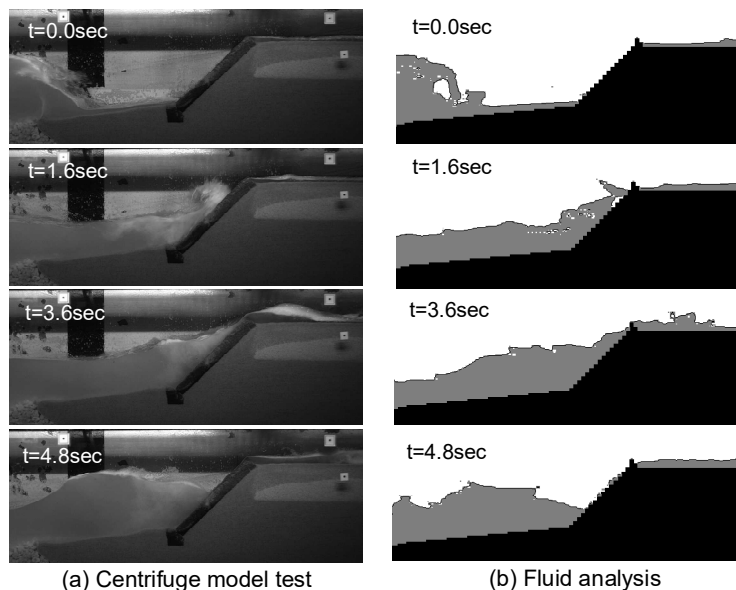 t=0.0sec
t=0.0sec
t=1.6sec
t=1.6sec
t=3.6sec
t=3.6sec
t=4.8sec
t=4.8sec
(a) Centrifuge model test
(b) Fluid analysis